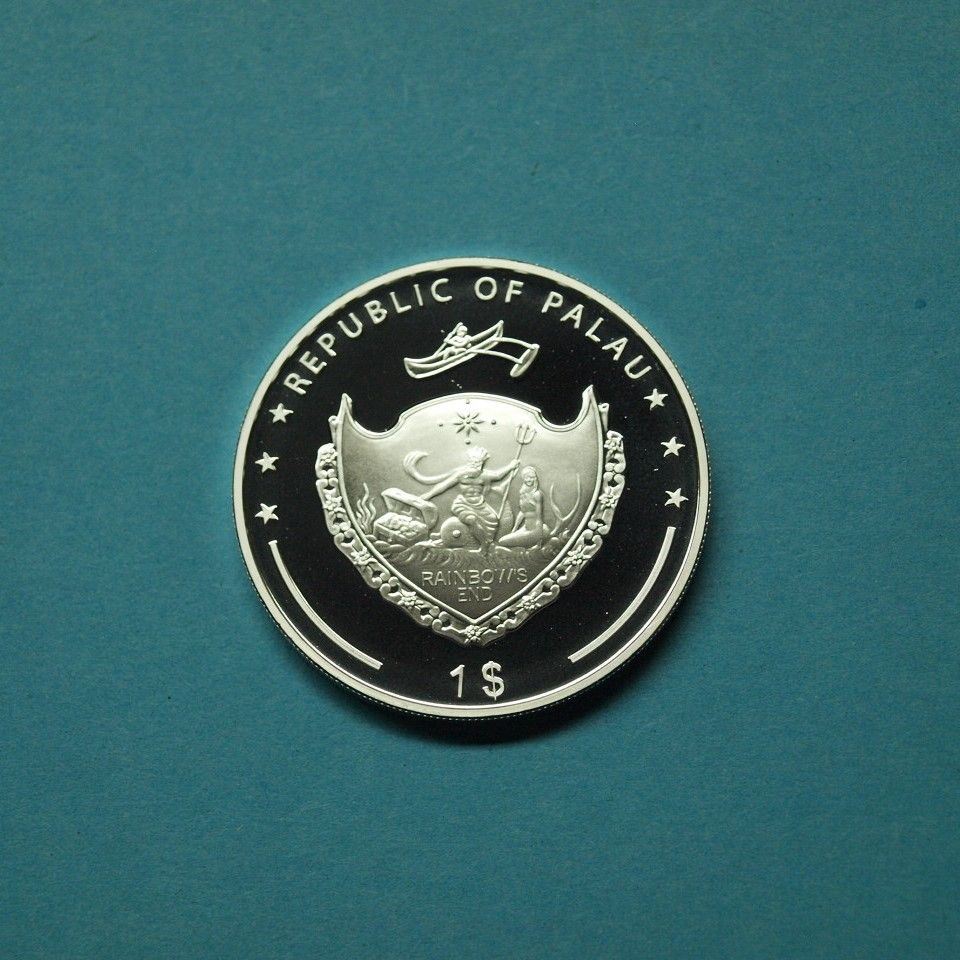 REPUBLIC OF PALAU
RAINBOW'S
END
1$